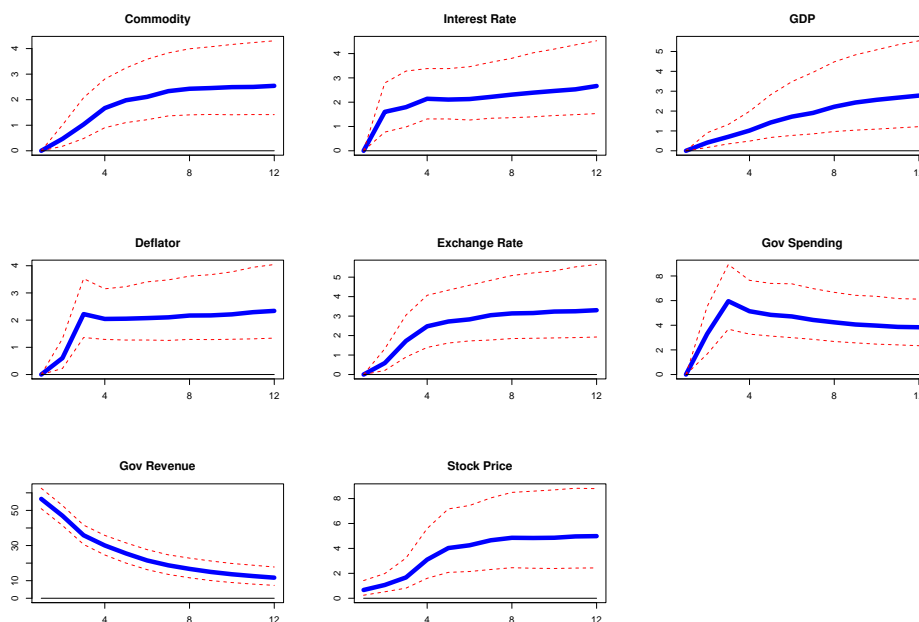 Commodity
0 1 2 3 4
4 8 12
Interest Rate
0 1 2 3 4
4 8 12
GDP
0 1 2 3 4 5
4 8 12
Deflator
0 1 2 3 4
4 8 12
Exchange Rate
0 1 2 3 4 5
4 8 12
Gov Spending
0 2 4 6 8
4 8 12
Gov Revenue
0 10 30 50
4 8 12
Stock Price
0 2 4 6 8
4 8 12